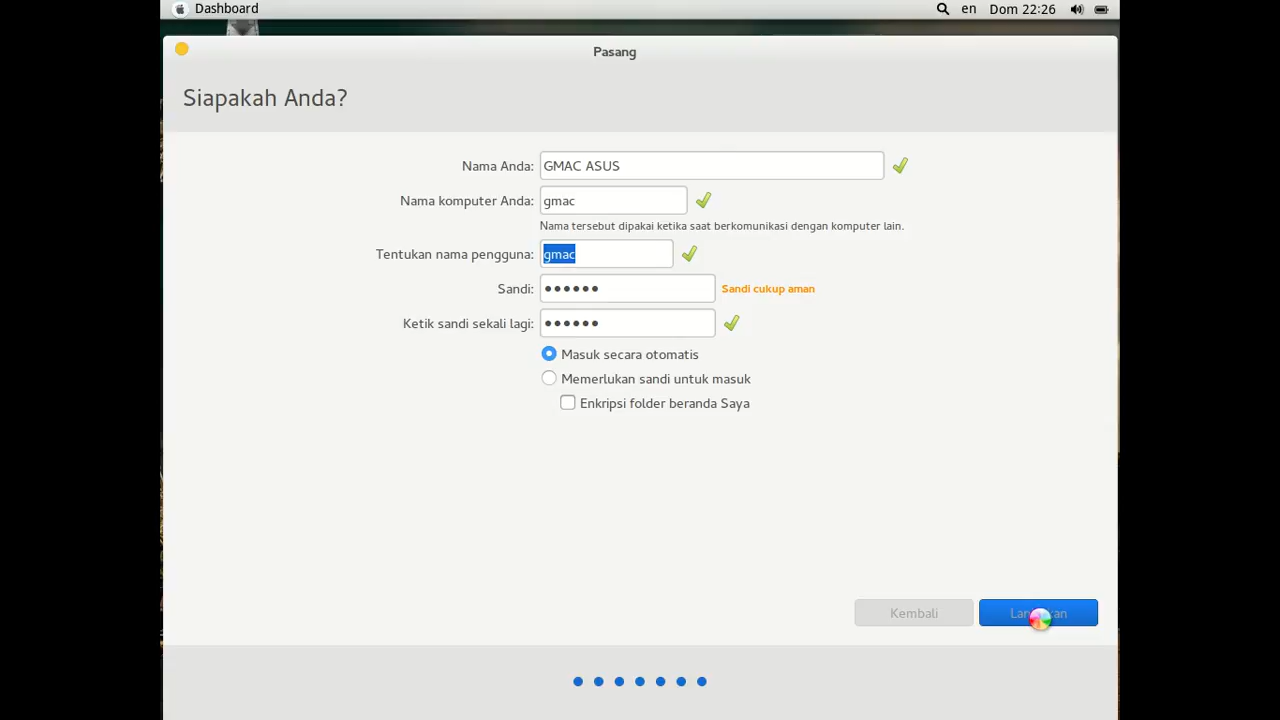 Dashboard
en
Dom 22:26
Pasang
Siapakah Anda?
Nama Anda: GMAC ASUS
Nama komputer Anda: gmac
Nama tersebut dipakai ketika saat berkomunikasi dengan komputer lain.
Tentukan nama pengguna: gmac
Sandi: ●●●●●● Sandi cukup aman
Ketik sandi sekali lagi: ●●●●●●
Masuk secara otomatis
Memerlukan sandi untuk masuk
Enkripsi folder beranda Saya
Kembali